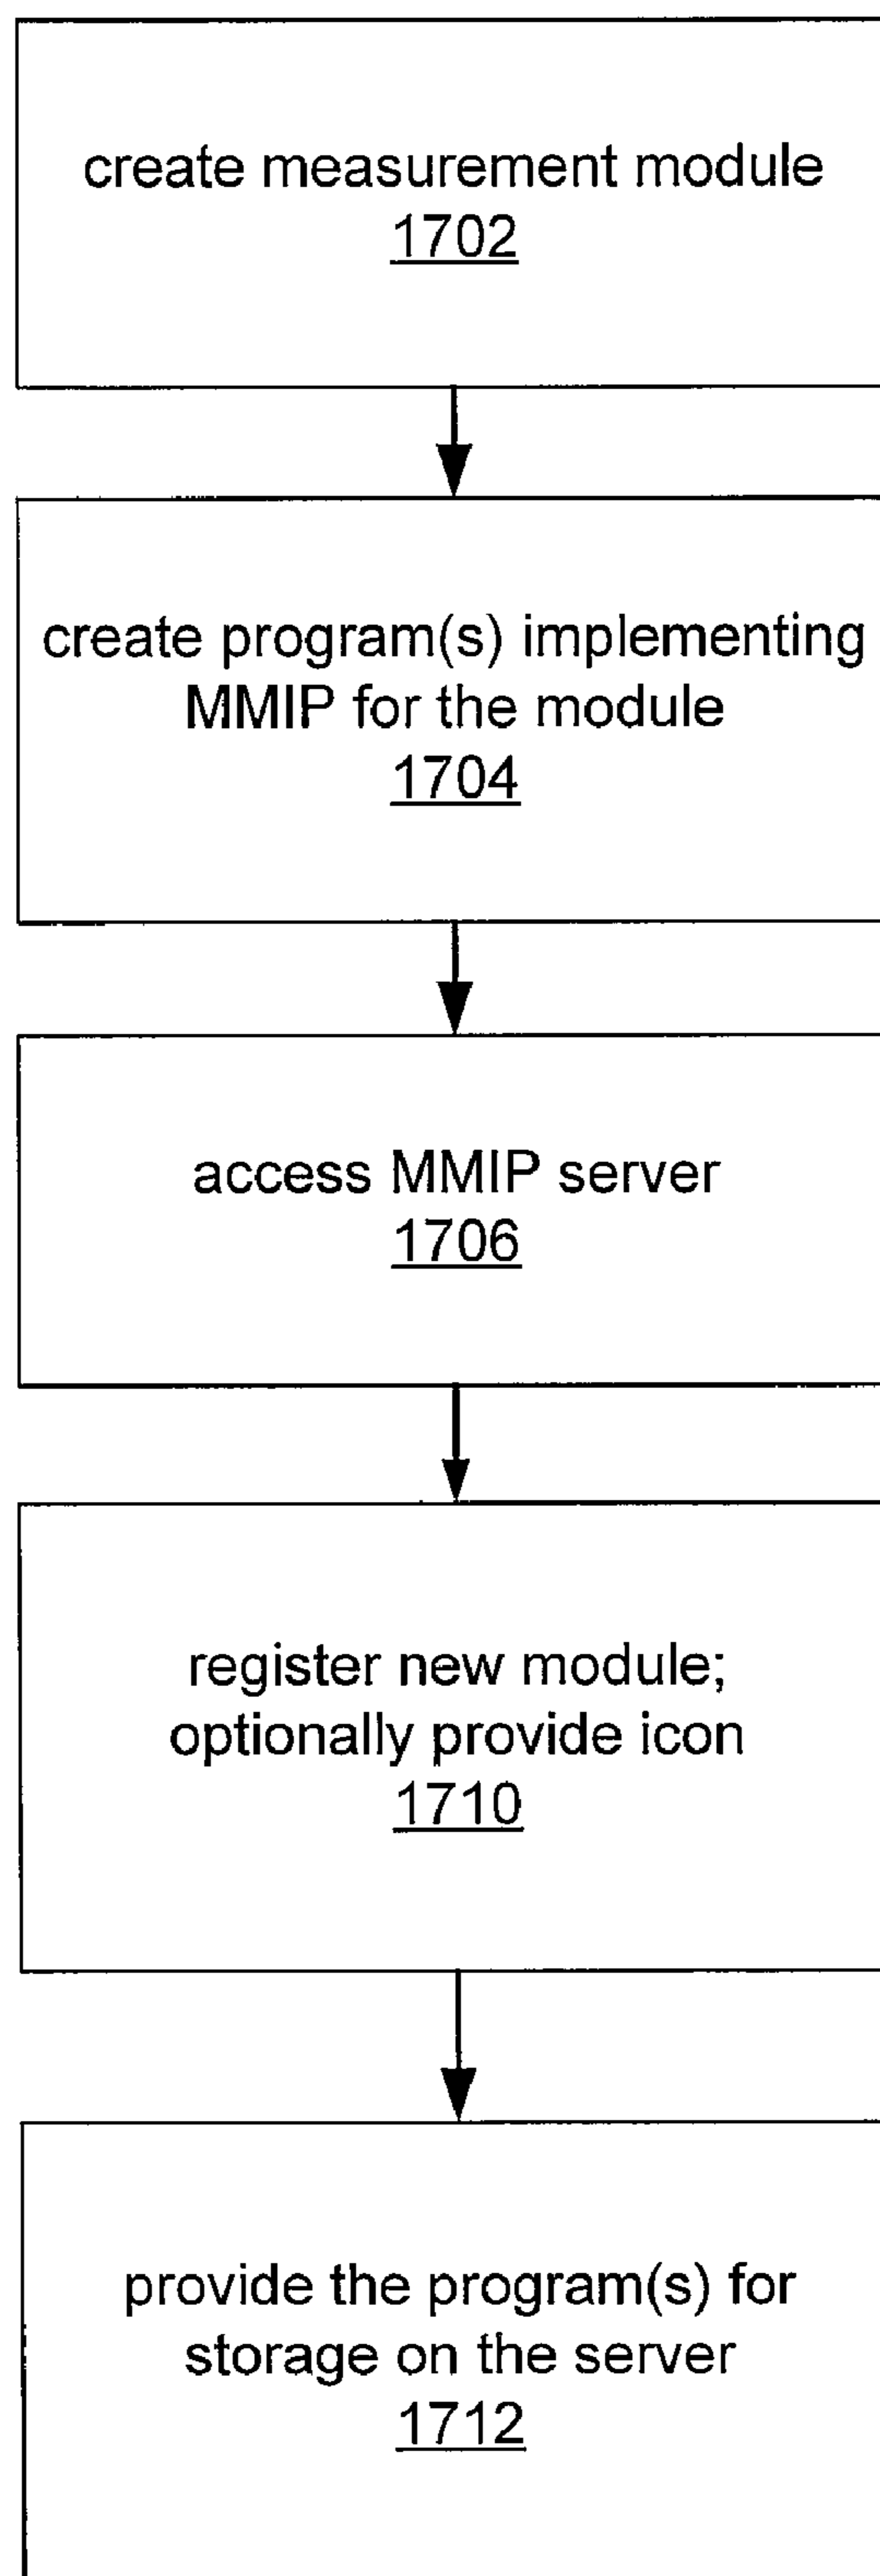 create measurement module
1702
create program(s) implementing
MMIP for the module
1704
access MMIP server
1706
register new module;
optionally provide icon
1710
provide the program(s) for
storage on the server
1712